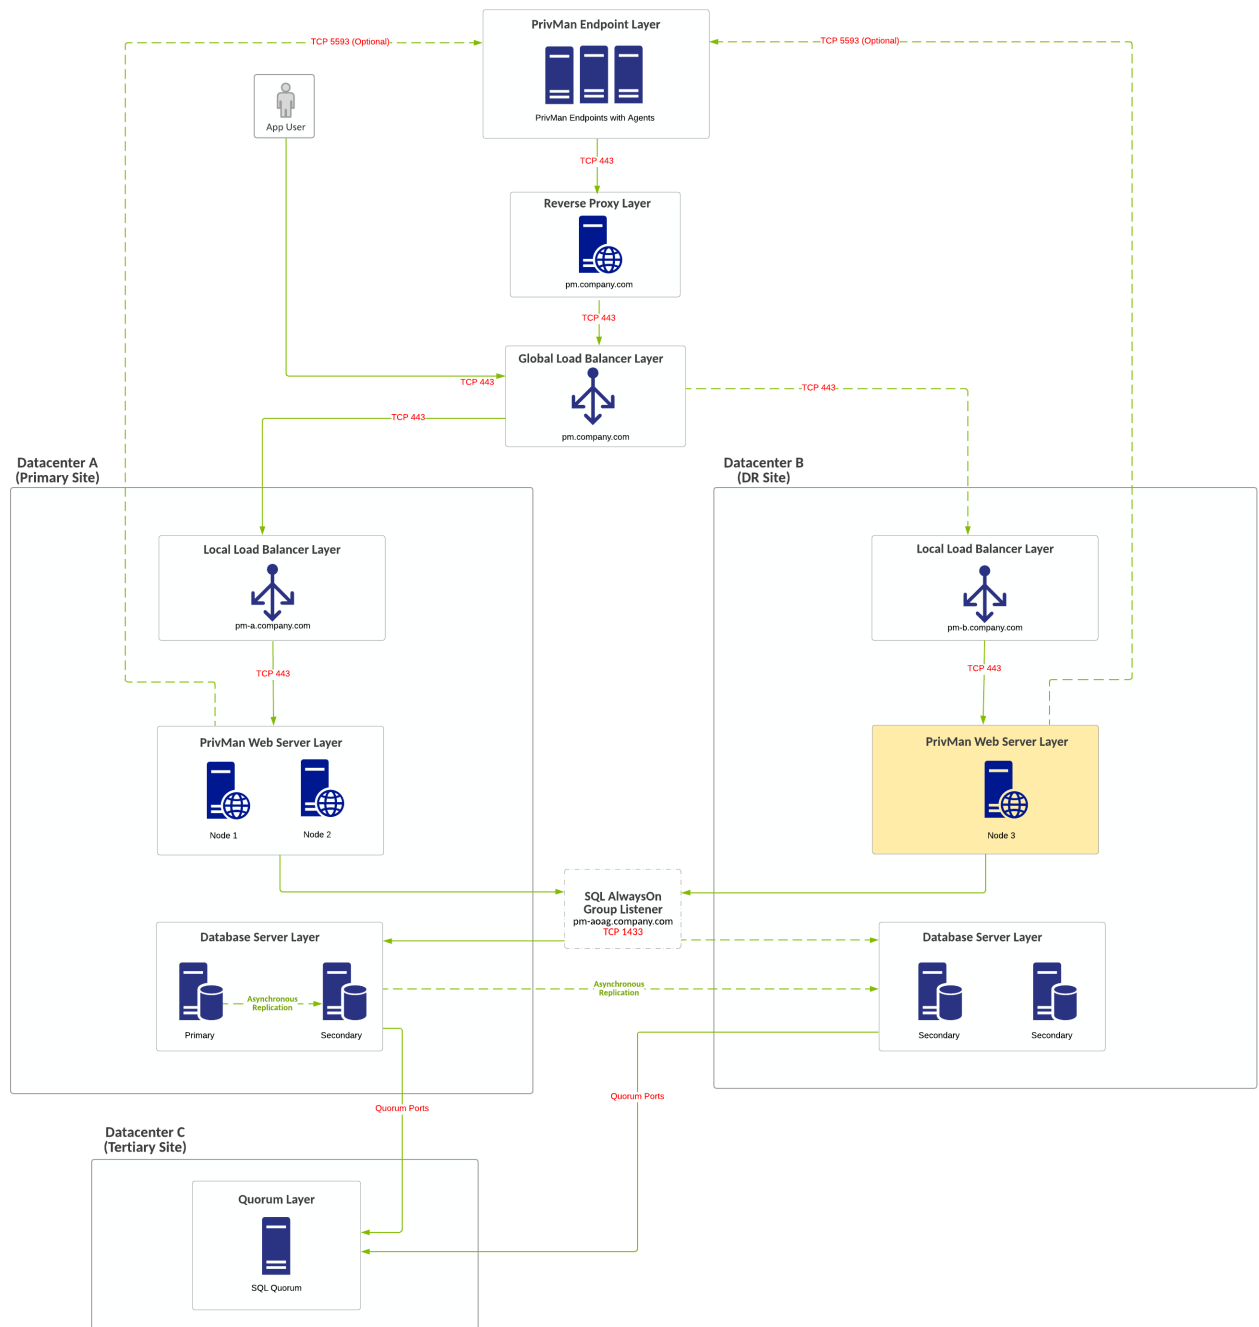 PrivMan Endpoint Layer
TCP 5593 (Optional)
TCP 5593 (Optional)
PrivMan Endpoints with Agents
App User
TCP 443
Reverse Proxy Layer
pm.company.com
TCP 443
Global Load Balancer Layer
TCP 443
TCP 443
TCP 443
pm.company.com
Datacenter A
(Primary Site)
Datacenter B
(DR Site)
Local Load Balancer Layer
pm-a.company.com
Local Load Balancer Layer
pm-b.company.com
TCP 443
TCP 443
PrivMan Web Server Layer
Node 1
Node 2
PrivMan Web Server Layer
Node 3
SQL AlwaysOn
Group Listener
pm-aoag.company.com
TCP 1433
Database Server Layer
Asynchronous
Replication
Primary
Secondary
Asynchronous
Replication
Database Server Layer
Secondary
Secondary
Quorum Ports
Quorum Ports
Datacenter C
(Tertiary Site)
Quorum Layer
SQL Quorum